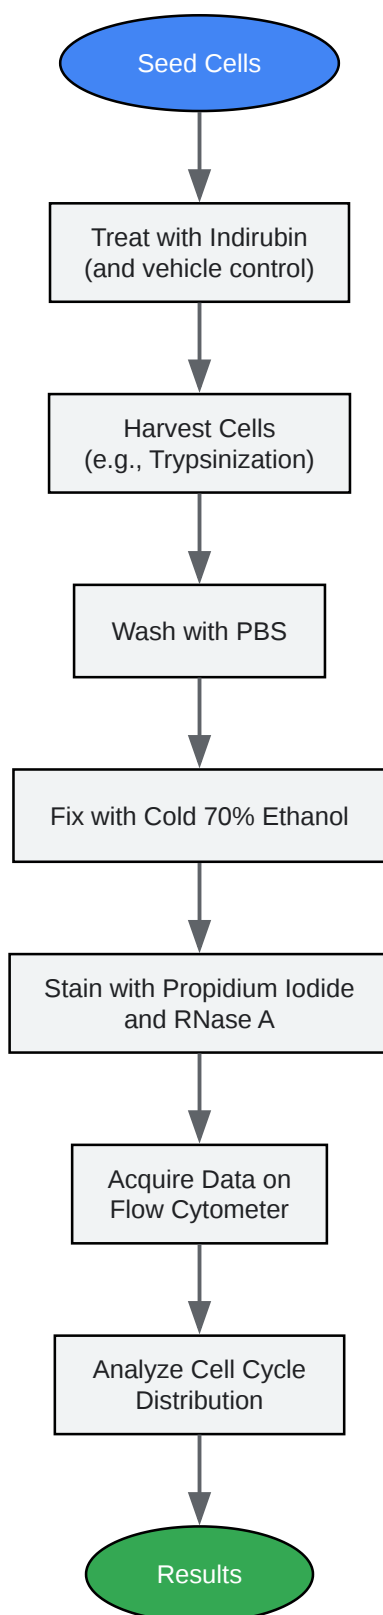 Seed Cells
Treat with Indirubin
(and vehicle control)
Harvest Cells
(e.g., Trypsinization)
Wash with PBS
Fix with Cold 70% Ethanol
Stain with Propidium Iodide
and RNase A
Acquire Data on
Flow Cytometer
Analyze Cell Cycle
Distribution
Results